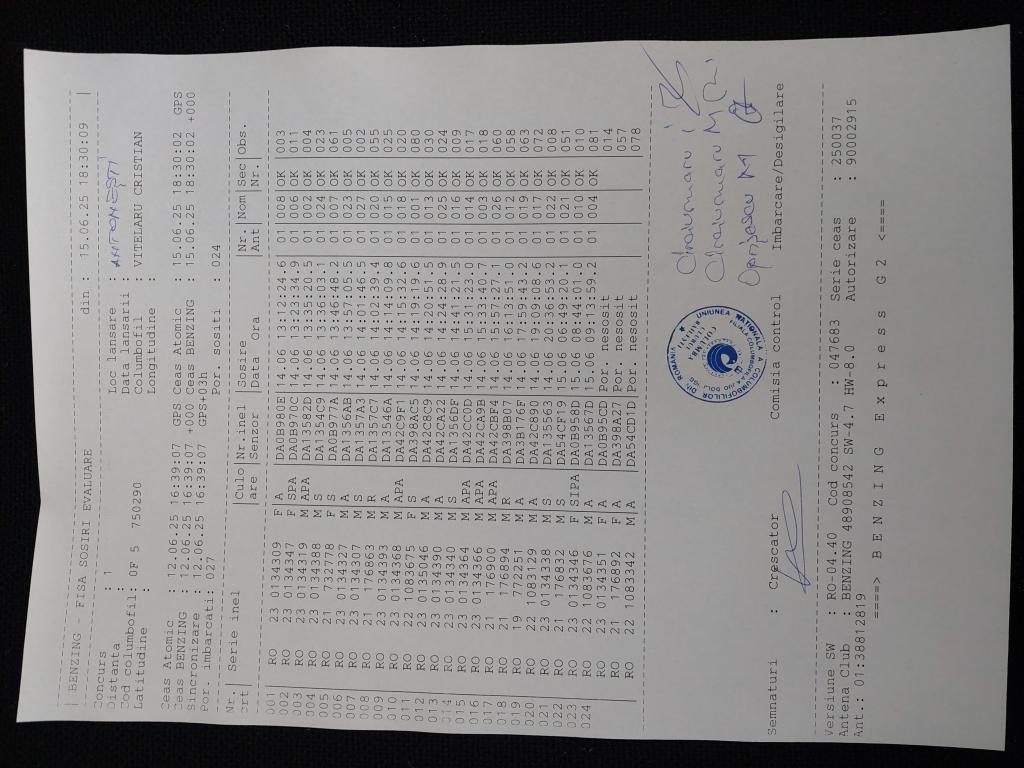 | BENZING - FISA SOSIRI EVALUARE din : 15.06.25 18:30:09 |
Concurs : 1 Loc lansare : ANTONEȘTI
Distanta : Data lansarii :
Cod columbofil: 0F 5 750290 Columbofil : VITELARU CRISTIAN
Latitudine : Longitudine :
Ceas Atomic : 12.06.25 16:39:07 GPS Ceas Atomic : 15.06.25 18:30:02 GPS
Ceas BENZING : 12.06.25 16:39:07 +000 Ceas BENZING : 15.06.25 18:30:02 +000
Sincronizare : 12.06.25 16:39:07 GPS+03h
Por. imbarcati: 027 Por. sositi : 024
Nr.| Serie inel |Culo|Nr.inel |Sosire |Nr.|Nom|Sec|Obs.
Crt| |are |Senzor |Data Ora |Ant| |Nr.|
001 RO 23 0134309 F A DA0B980E 14.06 13:12:24.6 01 008 OK 003
002 RO 23 0136347 F SPA DA0B970C 14.06 13:23:24.9 01 006 OK 011
003 RO 23 0134319 M APA DA13582D 14.06 13:30:20.5 01 002 OK 004
004 RO 23 0134388 M S DA1354C9 14.06 13:36:03.1 01 024 OK 023
005 RO 21 732778 F S DA0B977A 14.06 13:46:48.2 01 007 OK 061
006 RO 23 0134327 M A DA1356AB 14.06 13:57:05.5 01 023 OK 005
007 RO 23 0134307 M S DA1357A3 14.06 14:01:46.5 01 027 OK 002
008 RO 21 176863 M R DA1357C7 14.06 14:02:39.4 01 020 OK 055
009 RO 23 0134393 M A DA13546A 14.06 14:14:09.8 01 015 OK 025
010 RO 23 0134368 M APA DA42C9F1 14.06 14:15:32.6 01 018 OK 020
011 RO 22 1083675 F S DA398AC5 14.06 14:19:19.6 01 001 OK 080
012 RO 23 0135046 M A DA42C8C9 14.06 14:20:51.5 01 013 OK 030
013 RO 23 0134390 M A DA42CA22 14.06 14:24:28.9 01 025 OK 024
014 RO 23 0134340 M S DA1356DF 14.06 14:41:21.5 01 016 OK 009
015 RO 23 0134364 M APA DA42CC0D 14.06 15:31:23.0 01 014 OK 017
016 RO 23 0134366 M APA DA42CA9B 14.06 15:33:40.7 01 003 OK 018
017 RO 21 176900 M APA DA42CBF4 14.06 15:57:27.1 01 026 OK 060
018 RO 21 176894 M R DA398B07 14.06 16:13:51.0 01 012 OK 058
019 RO 19 772251 M A DA3B176F 14.06 17:59:43.2 01 019 OK 063
020 RO 22 1083129 M A DA42C890 14.06 19:09:08.6 01 017 OK 072
021 RO 23 0134338 M S DA135563 14.06 20:36:53.2 01 022 OK 008
022 RO 21 176832 M S DA54CF19 15.06 06:49:20.1 01 021 OK 051
023 RO 23 0134346 F SIPA DA0B958D 15.06 08:44:01.0 01 010 OK 010
024 RO 22 1083676 M A DA13567D 15.06 09:13:59.2 01 004 OK 081
RO 23 0134351 F A DA0B95CD Por nesosit 014
RO 21 176892 F A DA398A67 Por nesosit 057
RO 22 1083342 M A DA54CD1D Por nesosit 078
UNIUNEA NATIONALA A COLUMBOFILILOR DIN ROMANIA
COLUMBA
Semnaturi : Crescator Comisia control Imbarcare/Desigilare
Versiune SW : RO-04.40 Cod concurs : 047683 Serie ceas : 250037
Antena Club : BENZING 48908542 SW-4.7 HW-8.0 Autorizare : 90002915
Ant.: 01:38812819
====> B E N Z I N G E x p r e s s G 2 <====